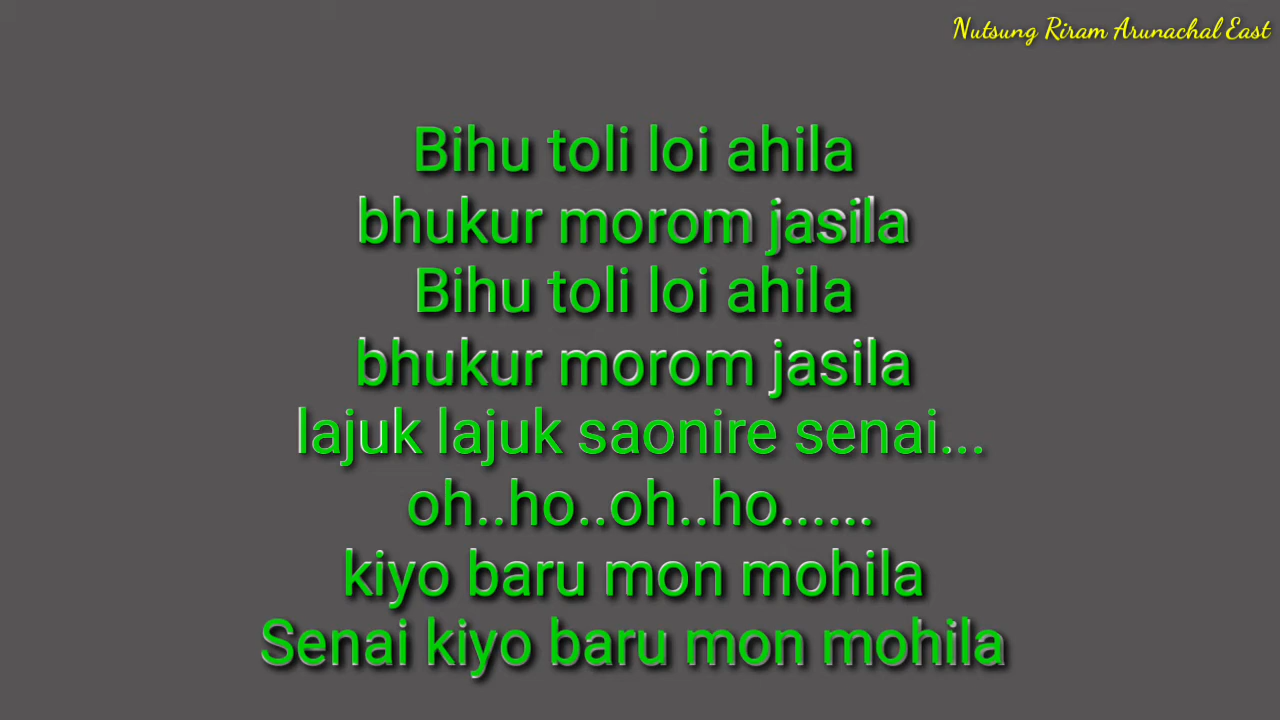 Nutsung Riram Arunachal East
Bihu toli loi ahila
bhukur morom jasila
Bihu toli loi ahila
bhukur morom jasila
lajuk lajuk saonire senai...
oh..ho..oh..ho......
kiyo baru mon mohila
Senai kiyo baru mon mohila